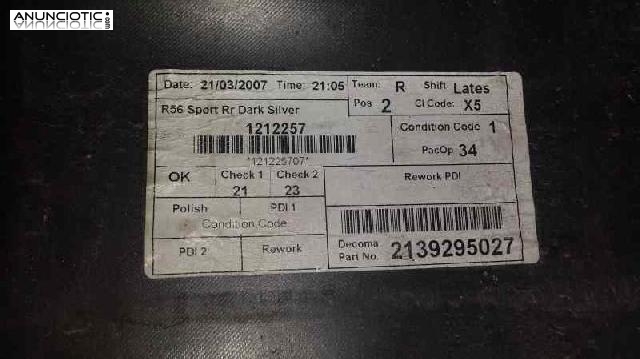 ANUNCIOTIC
.com
Date: 21/03/2007 Time: 21:05 Team: R Shift Lates
R56 Sport Rr Dark Silver
Pos 2 CI Code: X5
1212257
*121225707*
Condition Code 1
PacOp 34
OK Check 1 21 Check 2 23
Rework PDI
Polish PDI 1
Condition Code
PDI 2 Rework
Decoma Part No. 2139295027